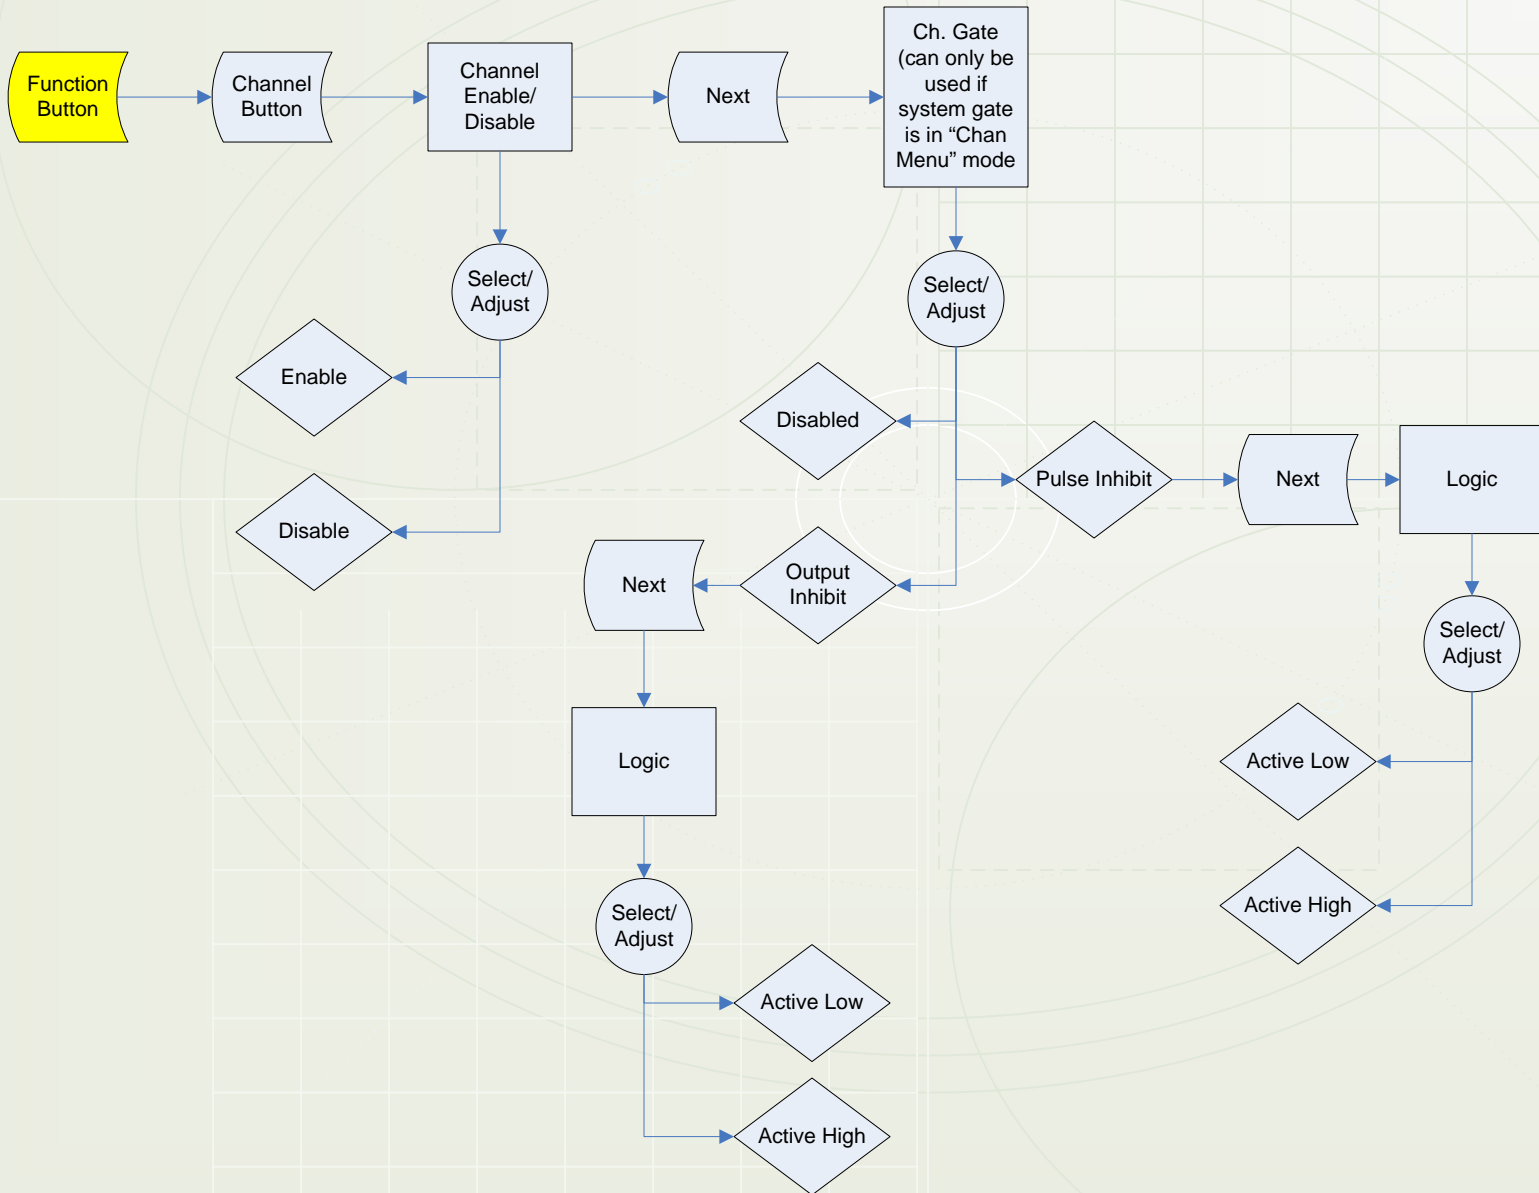 Function
Button
Channel
Button
Channel
Enable/
Disable
Next
Ch. Gate
(can only be
used if
system gate
is in “Chan
Menu” mode
Select/
Adjust
Enable
Disable
Select/
Adjust
Disabled
Pulse Inhibit
Next
Logic
Output
Inhibit
Next
Select/
Adjust
Logic
Active Low
Active High
Select/
Adjust
Active Low
Active High